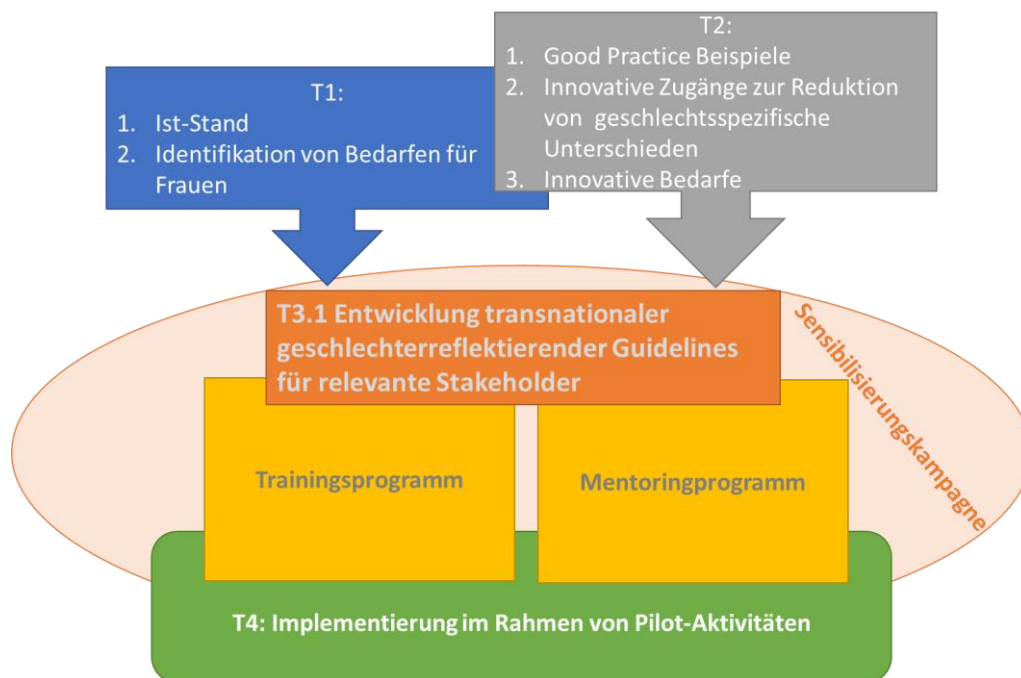 T1:
1. Ist-Stand
2. Identifikation von Bedarfen für
Frauen
T2:
1. Good Practice Beispiele
2. Innovative Zugänge zur Reduktion
von geschlechtsspezifische
Unterschieden
3. Innovative Bedarfe
T3.1 Entwicklung transnationaler
geschlechterreflektierender Guidelines
für relevante Stakeholder
Sensibilisierungskampagne
Trainingsprogramm
Mentoringprogramm
T4: Implementierung im Rahmen von Pilot-Aktivitäten